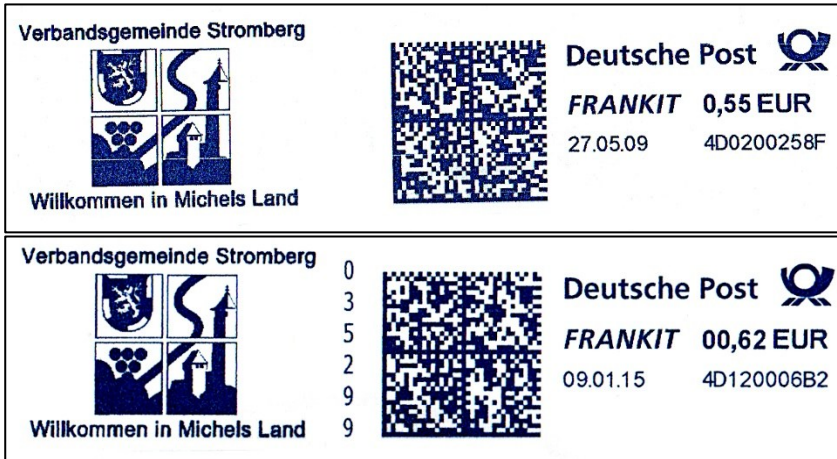 Verbandsgemeinde Stromberg
Willkommen in Michels Land
Deutsche Post
FRANKIT 0,55 EUR
27.05.09 4D0200258F
Verbandsgemeinde Stromberg
Willkommen in Michels Land
0
3
5
2
9
9
Deutsche Post
FRANKIT 00,62 EUR
09.01.15 4D120006B2